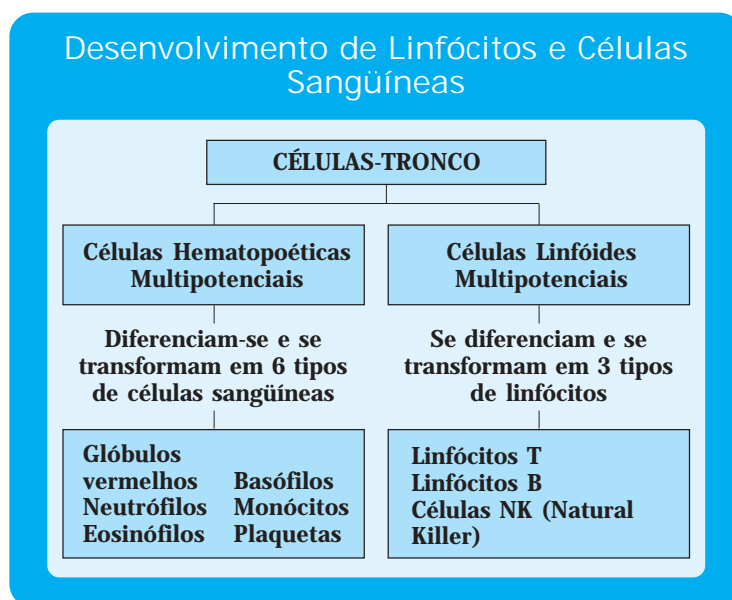 Desenvolvimento de Linfócitos e Células
Sangüíneas
CÉLULAS-TRONCO
Células Hematopoéticas
Multipotenciais
Células Linfóides
Multipotenciais
Diferenciam-se e se
transformam em 6 tipos
de células sangüíneas
Se diferenciam e se
transformam em 3 tipos
de linfócitos
Glóbulos
vermelhos
Neutrófilos
Eosinófilos
Basófilos
Monócitos
Plaquetas
Linfócitos T
Linfócitos B
Células NK (Natural
Killer)